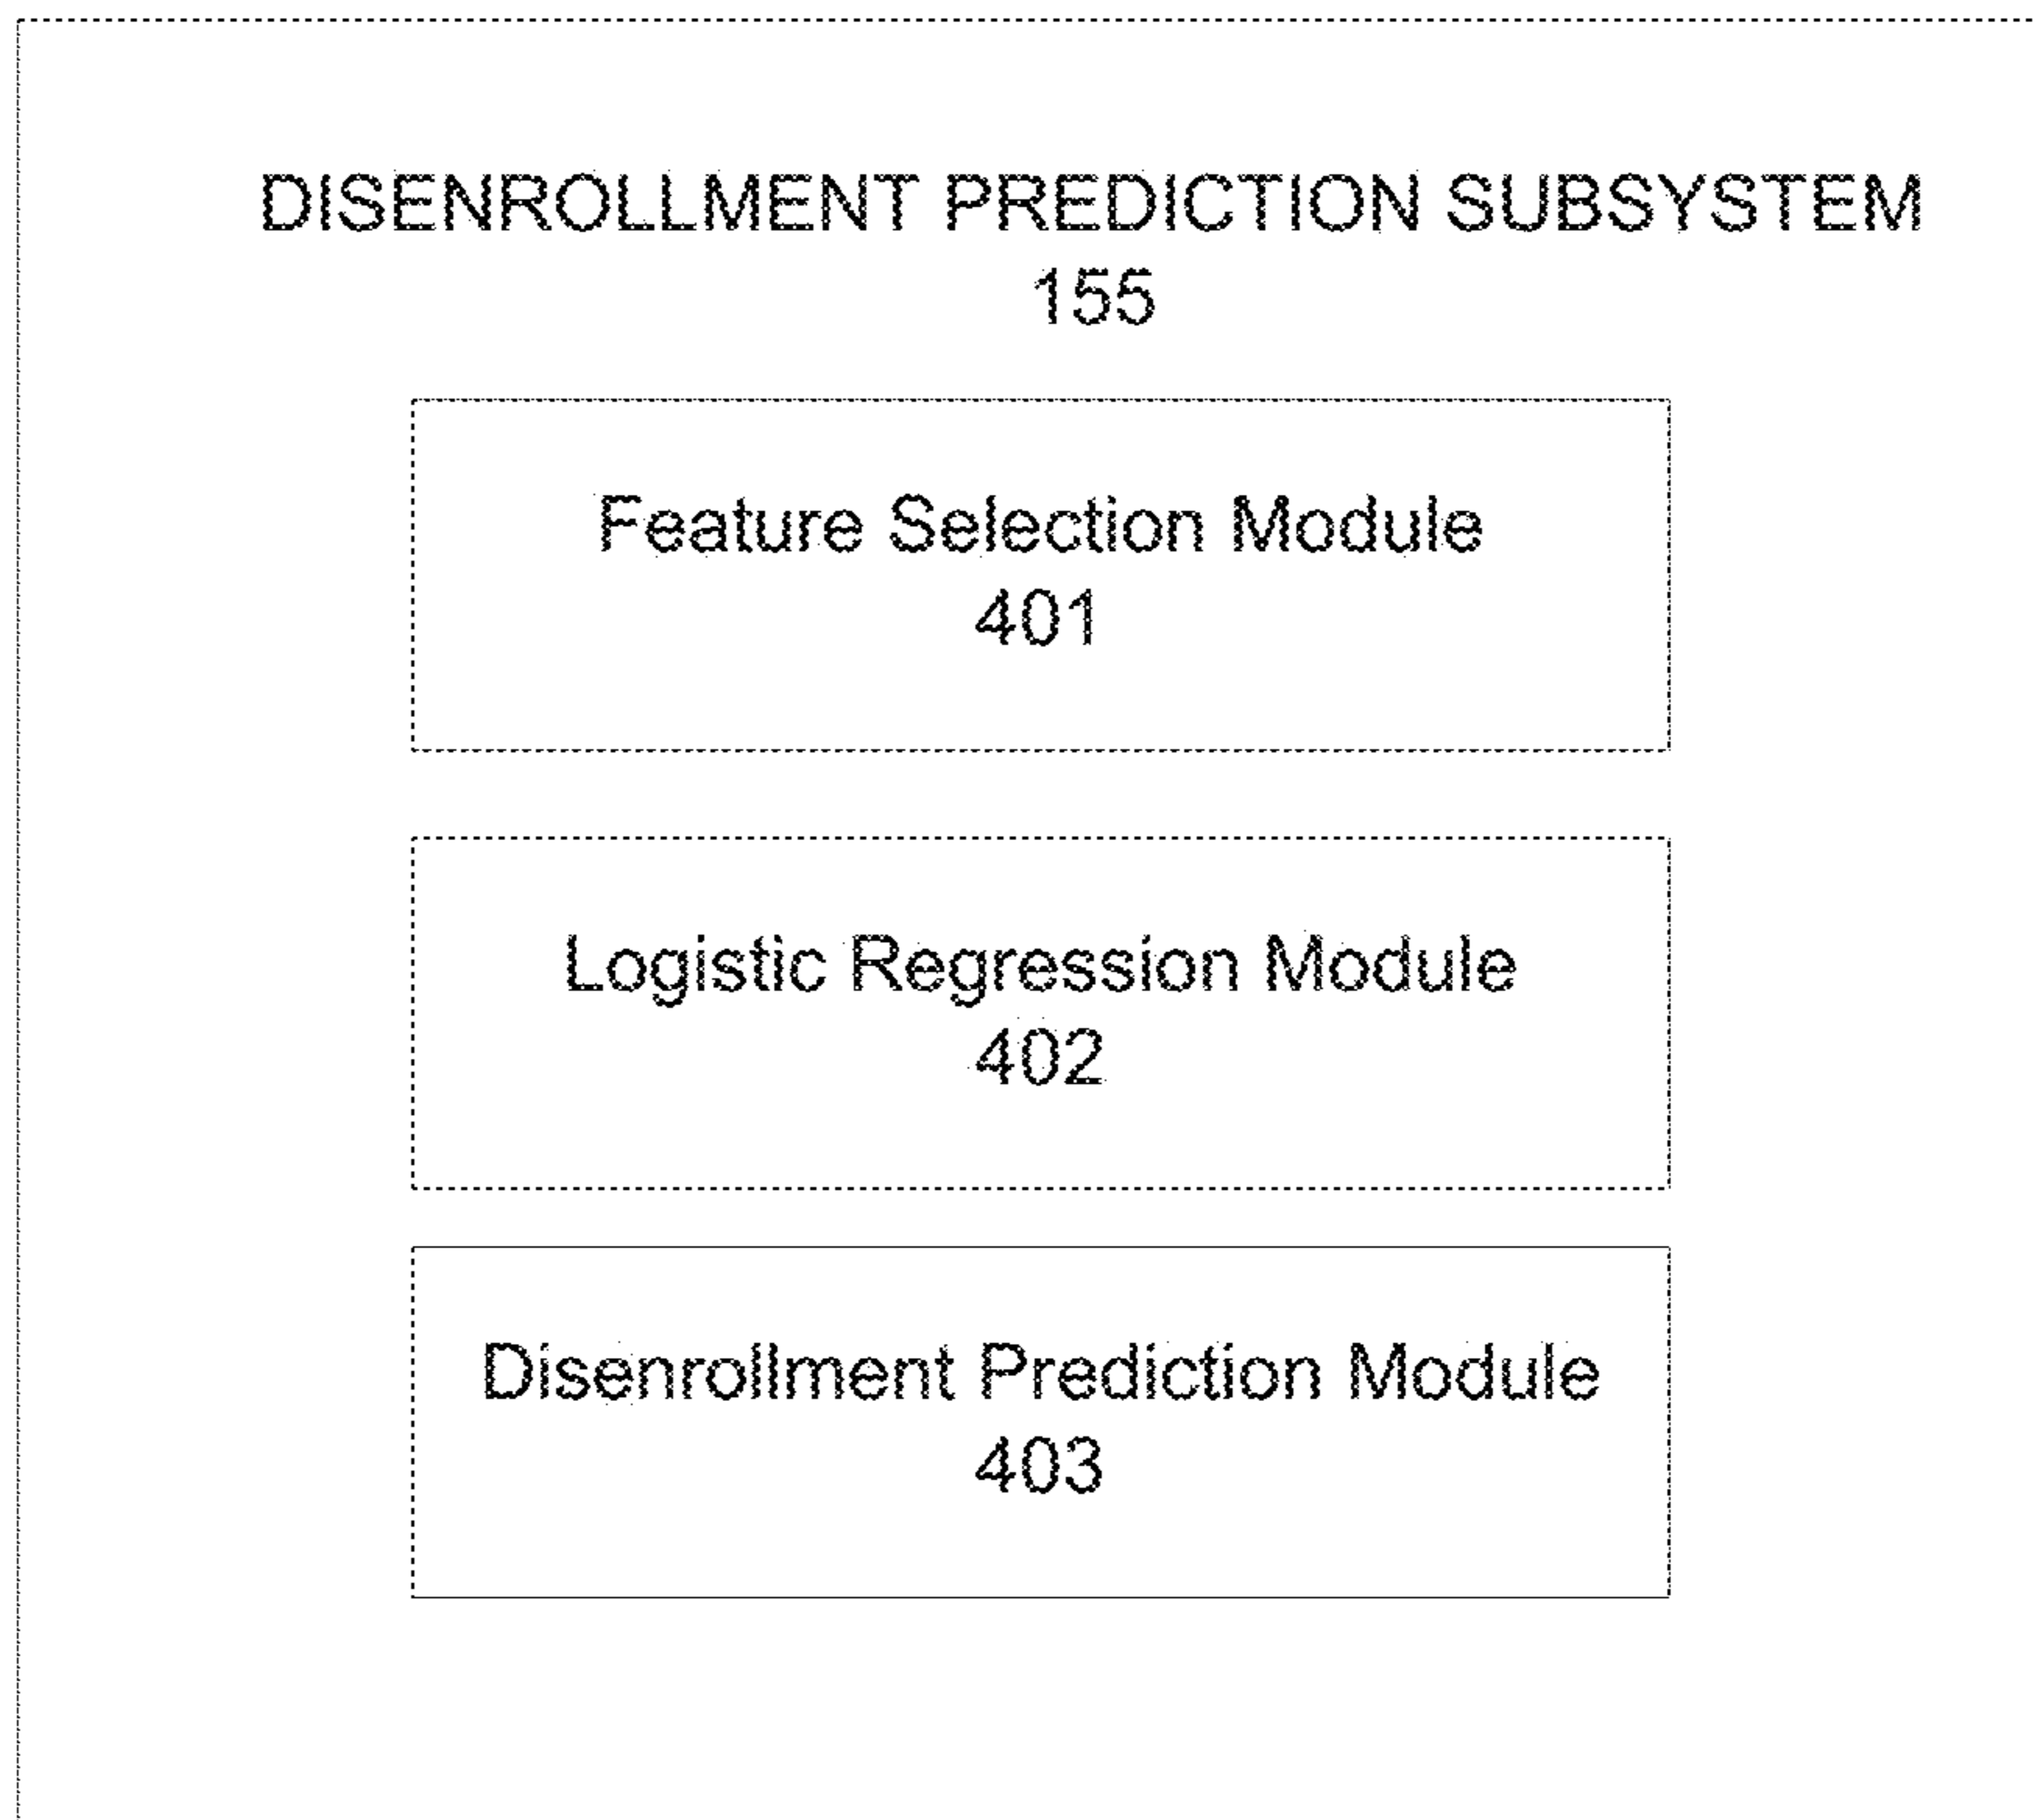 DISENROLLMENT PREDICTION SUBSYSTEM
155
Feature Selection Module
401
Logistic Regression Module
402
Disenrollment Prediction Module
403